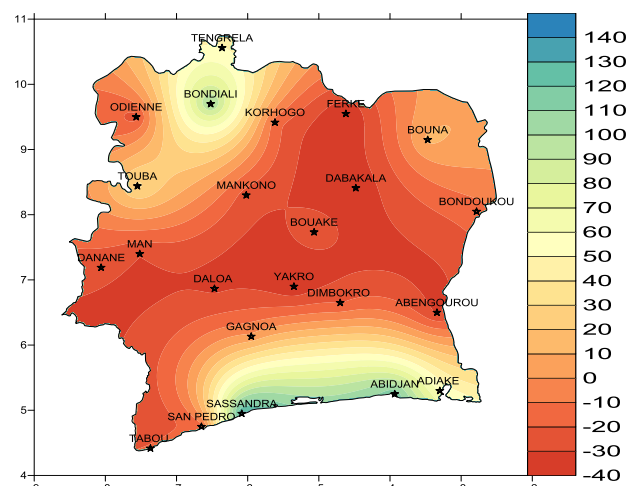 11
TENGRELA
140
130
10
BONDIALI
120
ODIENNE
KORHOGO
FERKE
110
BOUNA
100
9
90
TOUBA
DABAKALA
80
MANKONO
BONDOUKOU
70
8
BOUAKE
60
MAN
50
DANANE
40
7
DALOA
YAKRO
30
DIMBOKRO
ABENGOUROU
20
GAGNOA
10
6
0
ABIDJAN
ADIAKE
-10
SASSANDRA
5
SAN PEDRO
-20
TABOU
-30
4
-40